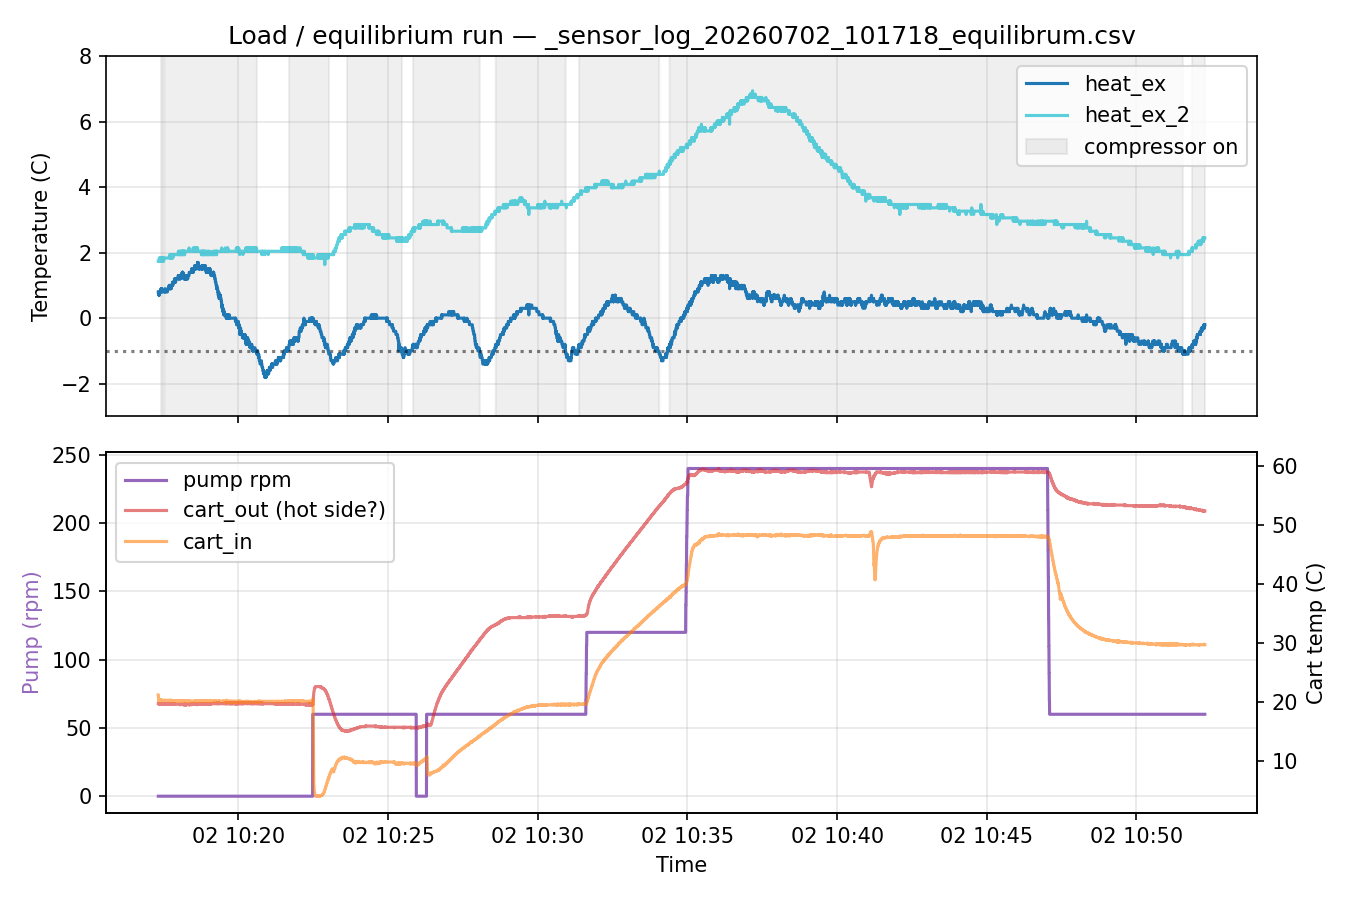 Load / equilibrium run — _sensor_log_20260702_101718_equilibrum.csv
8
6
4
2
0
−2
Temperature (C)
heat_ex
heat_ex_2
compressor on
250
200
150
100
50
0
Pump (rpm)
pump rpm
cart_out (hot side?)
cart_in
60
50
40
30
20
10
Cart temp (C)
02 10:20
02 10:25
02 10:30
02 10:35
02 10:40
02 10:45
02 10:50
Time